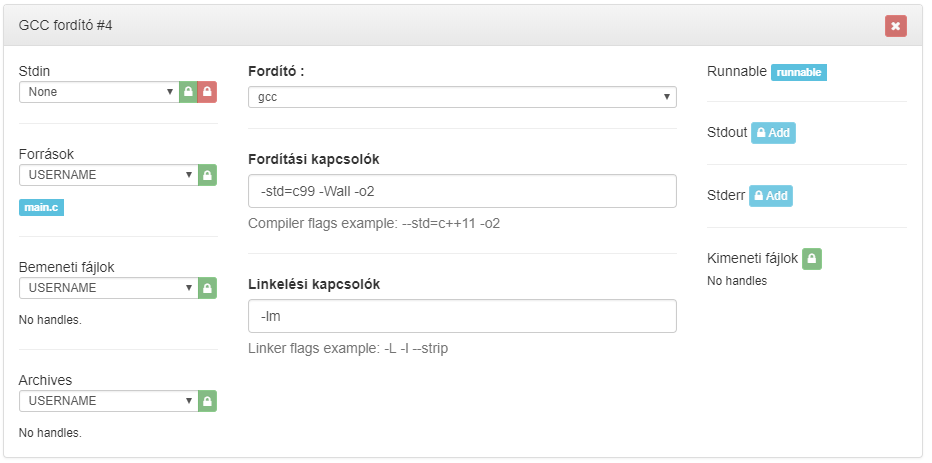 GCC fordító #4
Stdin
None
Források
USERNAME
main.c
Bemeneti fájlok
USERNAME
No handles.
Archives
USERNAME
No handles.
Fordító :
gcc
Fordítási kapcsolók
-std=c99 -Wall -o2
Compiler flags example: --std=c++11 -o2
Linkelési kapcsolók
-lm
Linker flags example: -L -l --strip
Runnable runnable
Stdout Add
Stderr Add
Kimeneti fájlok
No handles